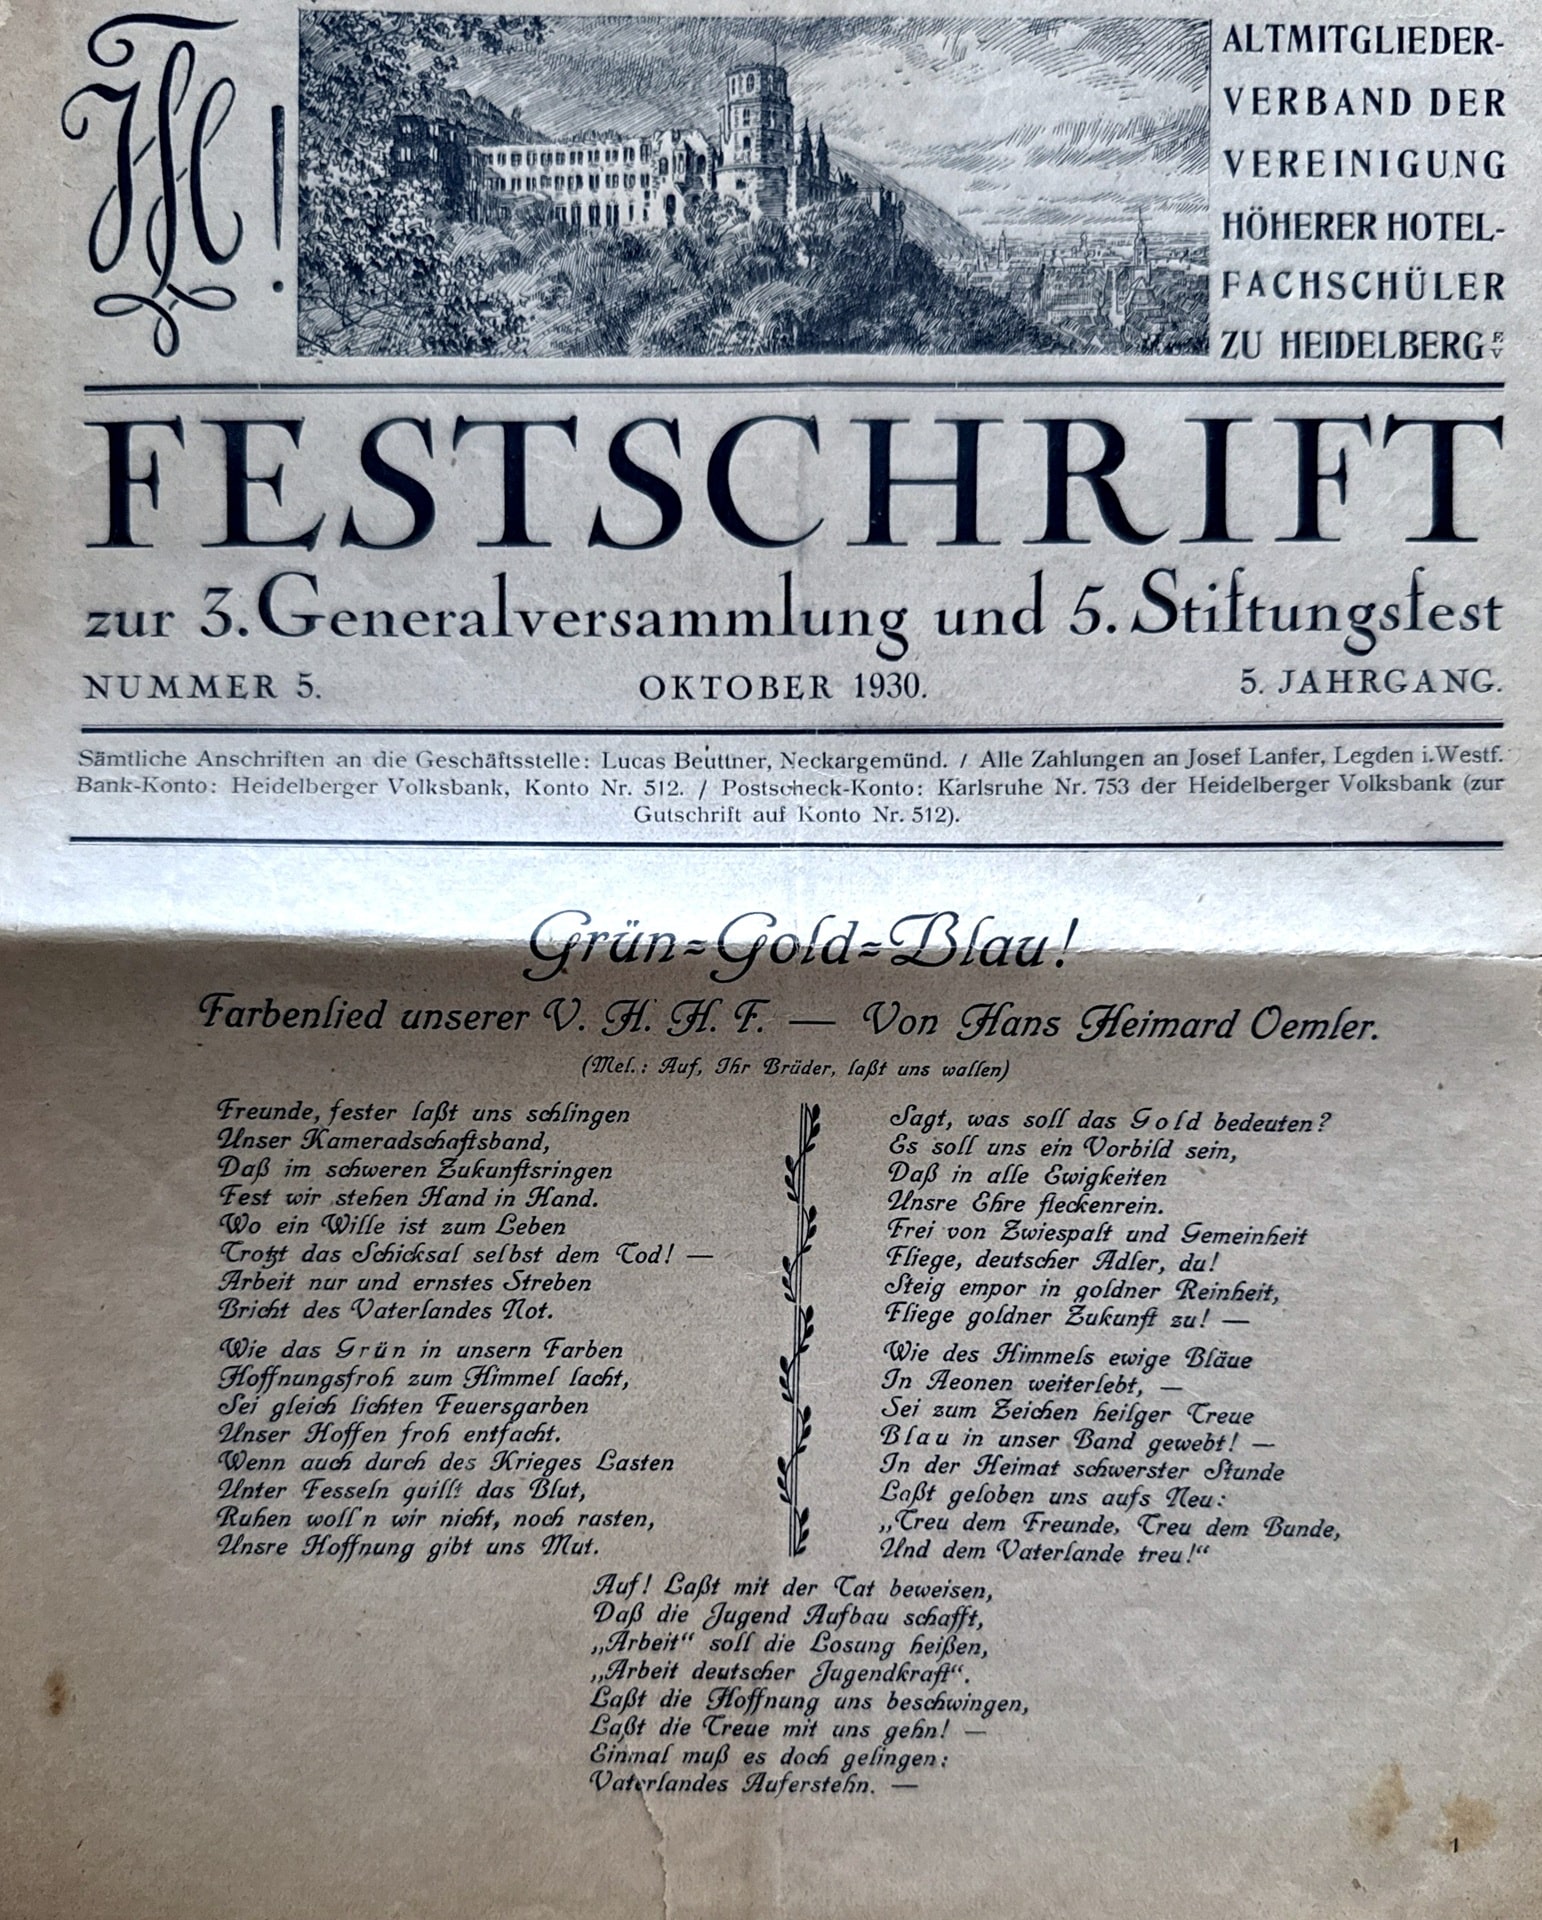 ALTMITGLIEDER-
VERBAND DER
VEREINIGUNG
HÖHERER HOTEL-
FACHSCHÜLER
ZU HEIDELBERG E.V.
FESTSCHRIFT
zur 3. Generalversammlung und 5. Stiftungsfest
NUMMER 5. OKTOBER 1930. 5. JAHRGANG.
Sämtliche Anschriften an die Geschäftsstelle: Lucas Beuttner, Neckargemünd. / Alle Zahlungen an Josef Lanfer, Legden i. Westf.
Bank-Konto: Heidelberger Volksbank, Konto Nr. 512. / Postscheck-Konto: Karlsruhe Nr. 753 der Heidelberger Volksbank (zur
Gutschrift auf Konto Nr. 512).
Grün=Gold=Blau!
Farbenlied unserer V. H. H. F. — Von Hans Heimard Oemler.
(Mel.: Auf, Ihr Brüder, laßt uns wallen)
Freunde, fester laßt uns schlingen
Unser Kameradschaftsband,
Daß im schweren Zukunftsringen
Fest wir stehen Hand in Hand.
Wo ein Wille ist zum Leben
Trotzt das Schicksal selbst dem Tod! —
Arbeit nur und ernstes Streben
Bricht des Vaterlandes Not.
Wie das Grün in unsern Farben
Hoffnungsfroh zum Himmel lacht,
Sei gleich lichten Feuersgarben
Unser Hoffen froh entfacht.
Wenn auch durch des Krieges Lasten
Unter Fesseln quillt das Blut,
Ruhen woll'n wir nicht, noch rasten,
Unsre Hoffnung gibt uns Mut.
Sagt, was soll das Gold bedeuten?
Es soll uns ein Vorbild sein,
Daß in alle Ewigkeiten
Unsre Ehre fleckenrein.
Frei von Zwiespalt und Gemeinheit
Fliege, deutscher Adler, du!
Steig empor in goldner Reinheit,
Fliege goldner Zukunft zu! —
Wie des Himmels ewige Bläue
In Aeonen weiterlebt, —
Sei zum Zeichen heilger Treue
Blau in unser Band gewebt! —
In der Heimat schwerster Stunde
Laßt geloben uns aufs Neu:
„Treu dem Freunde, Treu dem Bunde,
Und dem Vaterlande treu!“
Auf! Laßt mit der Tat beweisen,
Daß die Jugend Aufbau schafft,
„Arbeit“ soll die Losung heißen,
„Arbeit deutscher Jugendkraft“.
Laßt die Hoffnung uns beschwingen,
Laßt die Treue mit uns gehn! —
Einmal muß es doch gelingen:
Vaterlandes Auferstehn. —
1